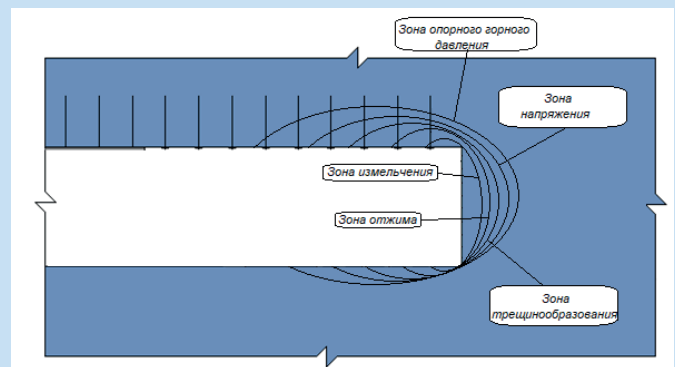 Зона опорного горного
давления
Зона
напряжения
Зона измельчения
Зона отжима
Зона
трещинообразования